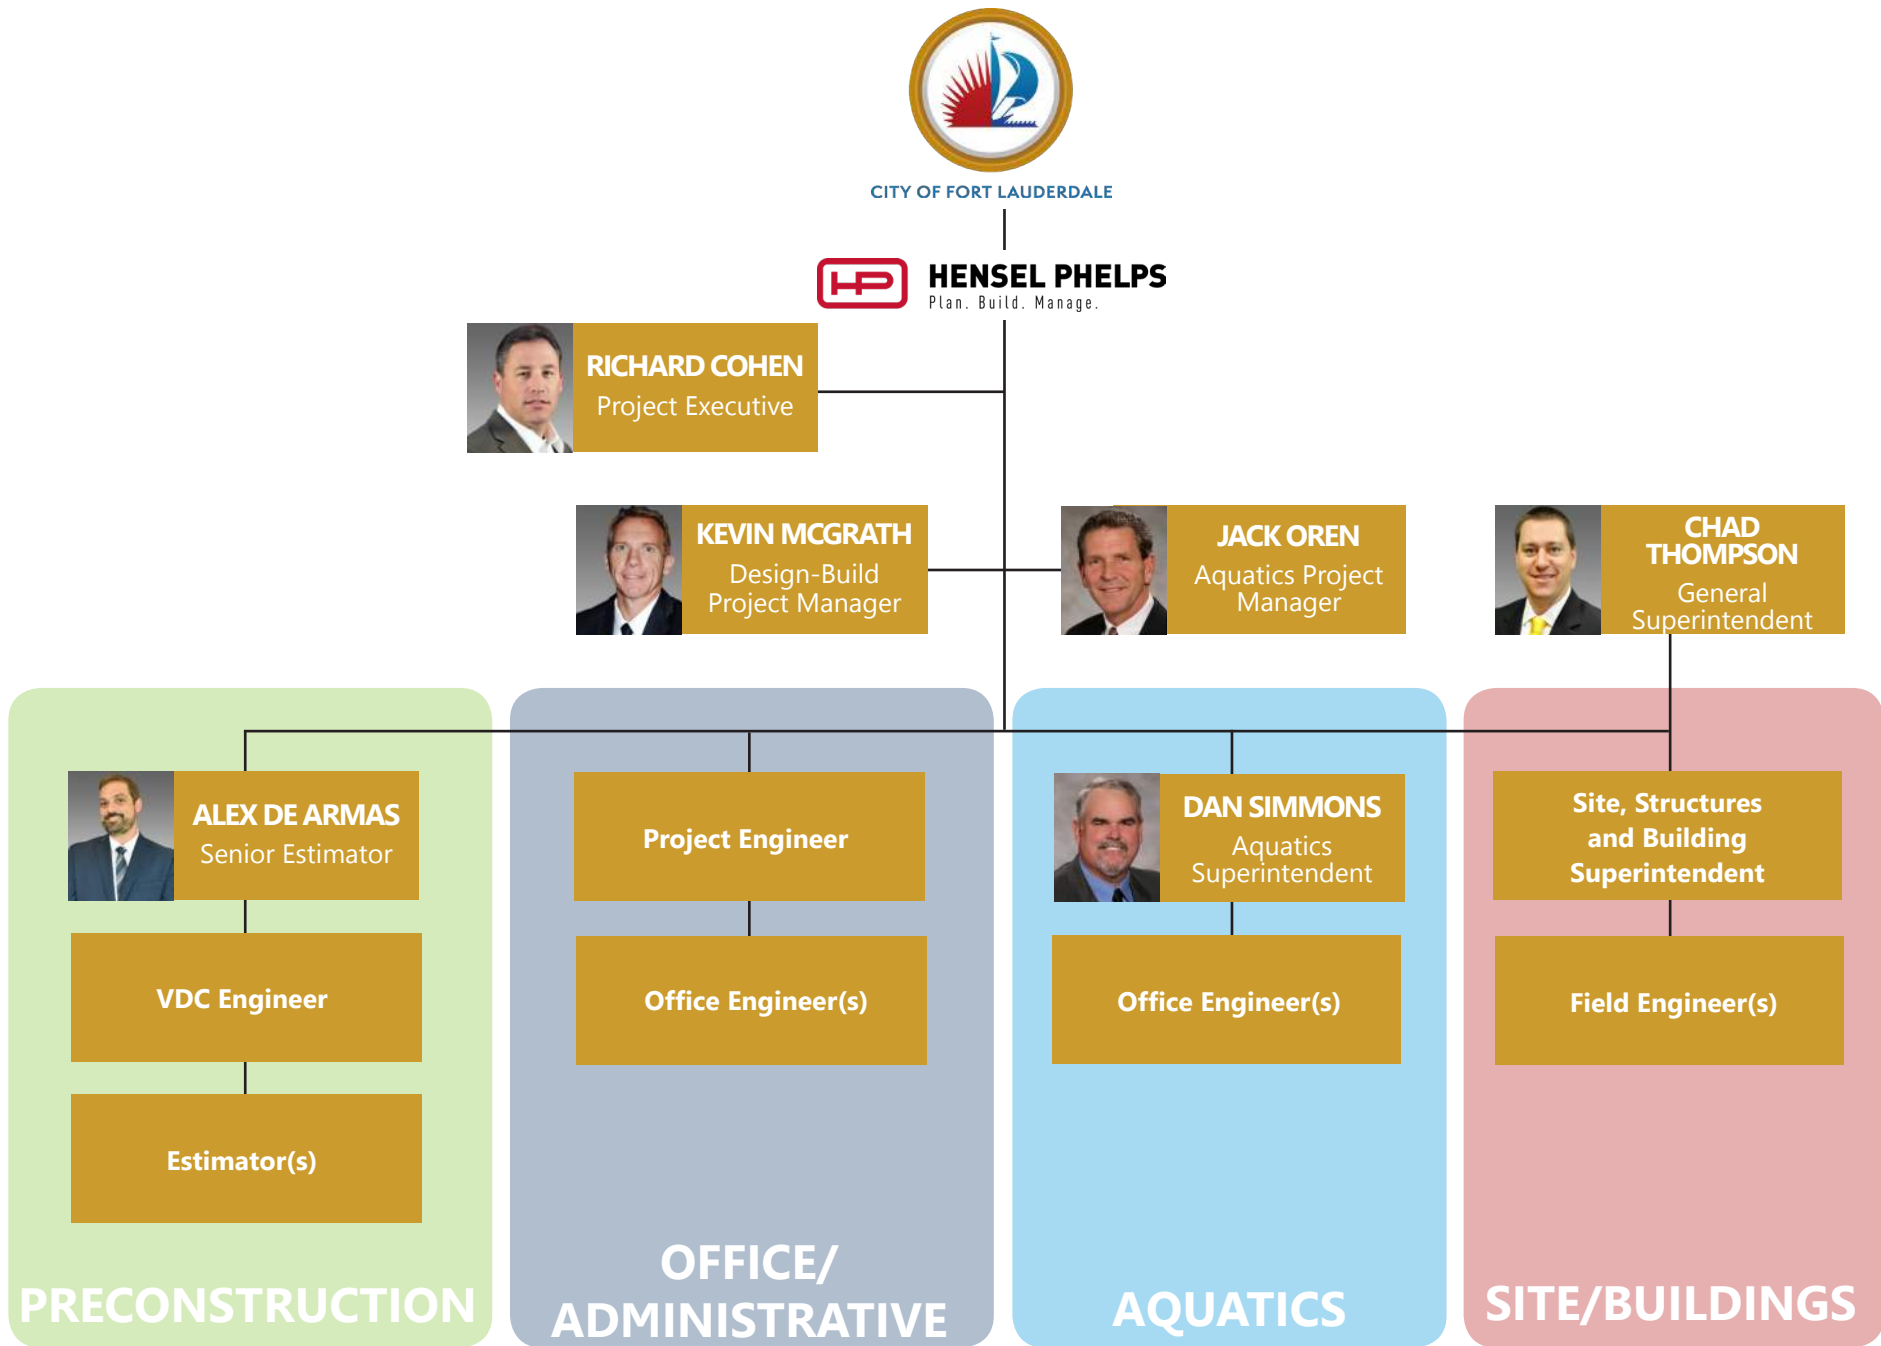 CITY OF FORT LAUDERDALE
HP
HENSEL PHELPS
Plan. Build. Manage.
RICHARD COHEN
Project Executive
KEVIN MCGRATH
Design-Build
Project Manager
JACK OREN
Aquatics Project
Manager
CHAD
THOMPSON
General
Superintendent
ALEX DE ARMAS
Senior Estimator
VDC Engineer
Estimator(s)
PRECONSTRUCTION
Project Engineer
Office Engineer(s)
OFFICE/
ADMINISTRATIVE
DAN SIMMONS
Aquatics
Superintendent
Office Engineer(s)
AQUATICS
Site, Structures
and Building
Superintendent
Field Engineer(s)
SITE/BUILDINGS